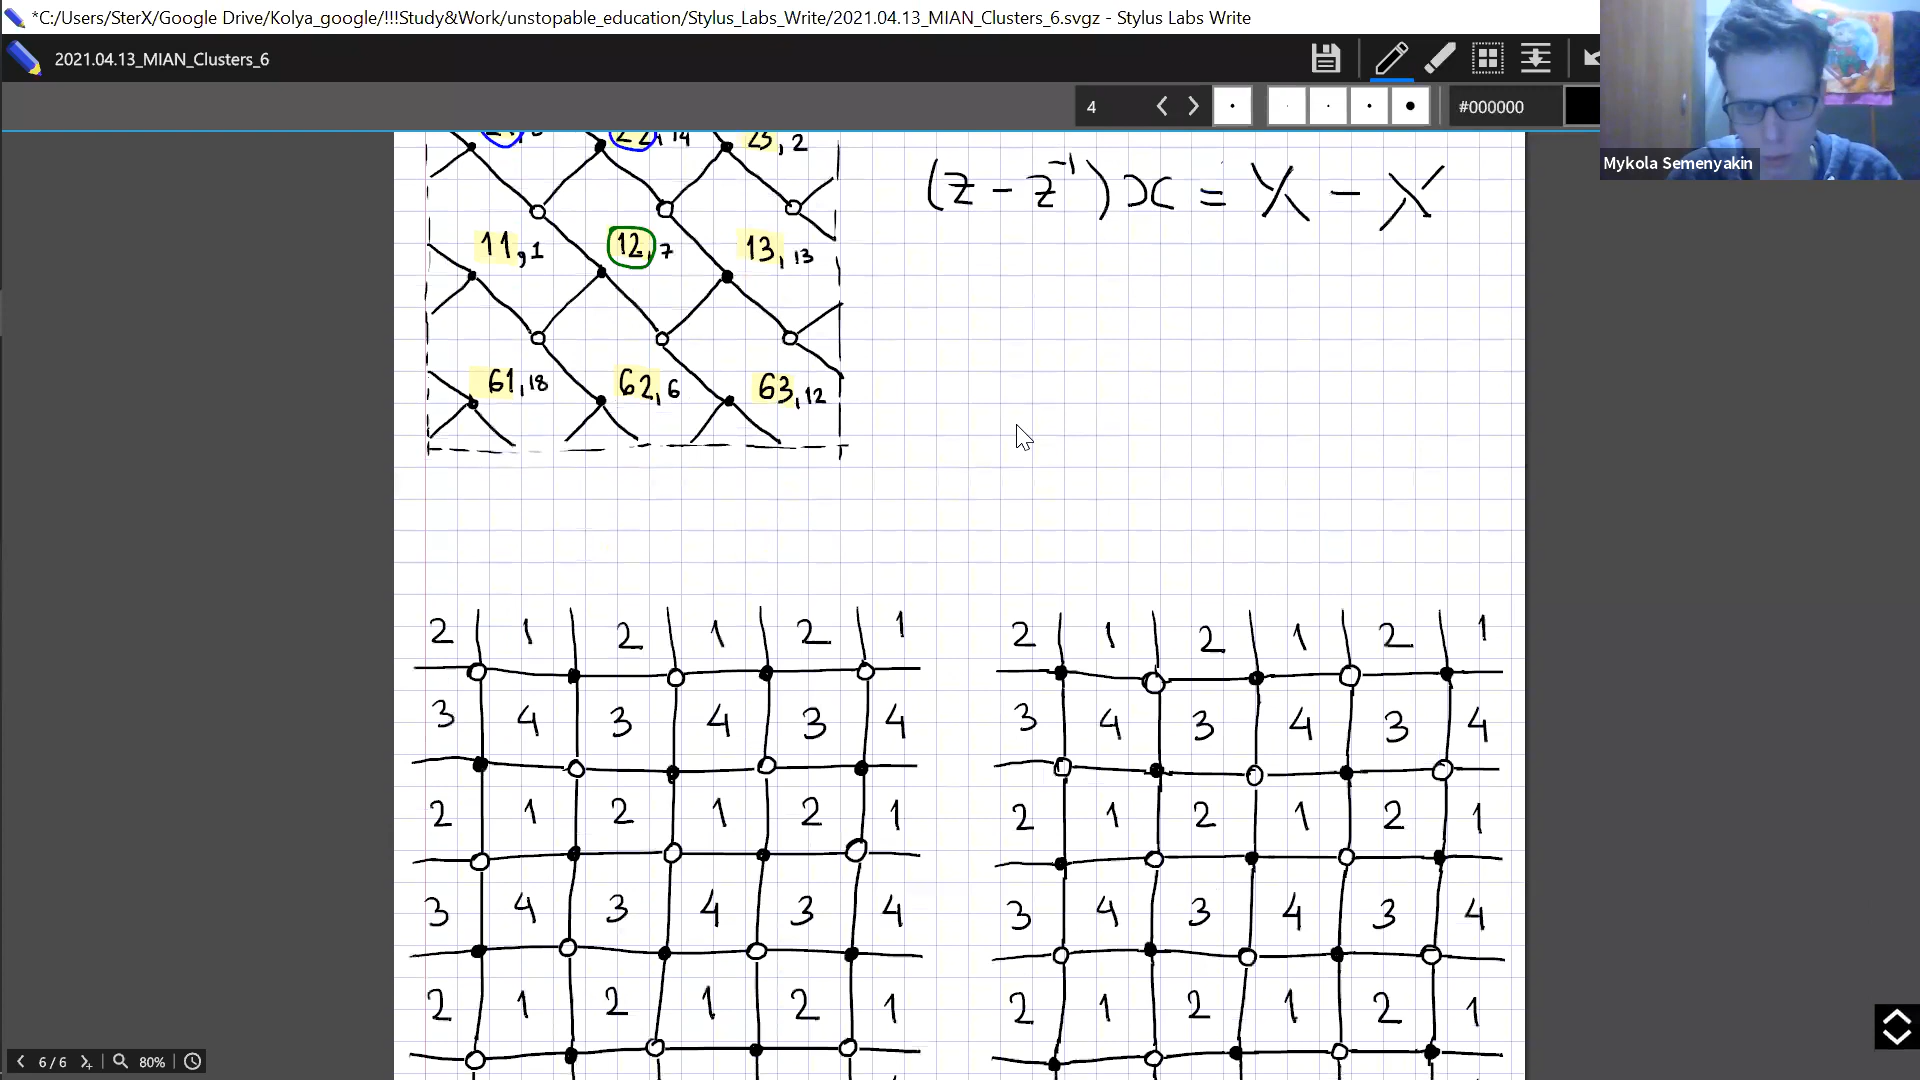 *C:/Users/SterX/Google Drive/Kolya_google/!!!Study&Work/unstopable_education/Stylus_Labs_Write/2021.04.13_MIAN_Clusters_6.svgz - Stylus Labs Write
2021.04.13_MIAN_Clusters_6
4 #000000
Mykola Semenyakin
22, 14 23, 2
(z - z⁻¹) x =
11, 1 12, 7 13, 13
61, 18 62, 6 63, 12
2 1 2 1 2 1
3 4 3 4 3 4
2 1 2 1 2 1
3 4 3 4 3 4
2 1 2 1 2 1
2 1 2 1 2 1
3 4 3 4 3 4
2 1 2 1 2 1
3 4 3 4 3 4
2 1 2 1 2 1
6/6 80%